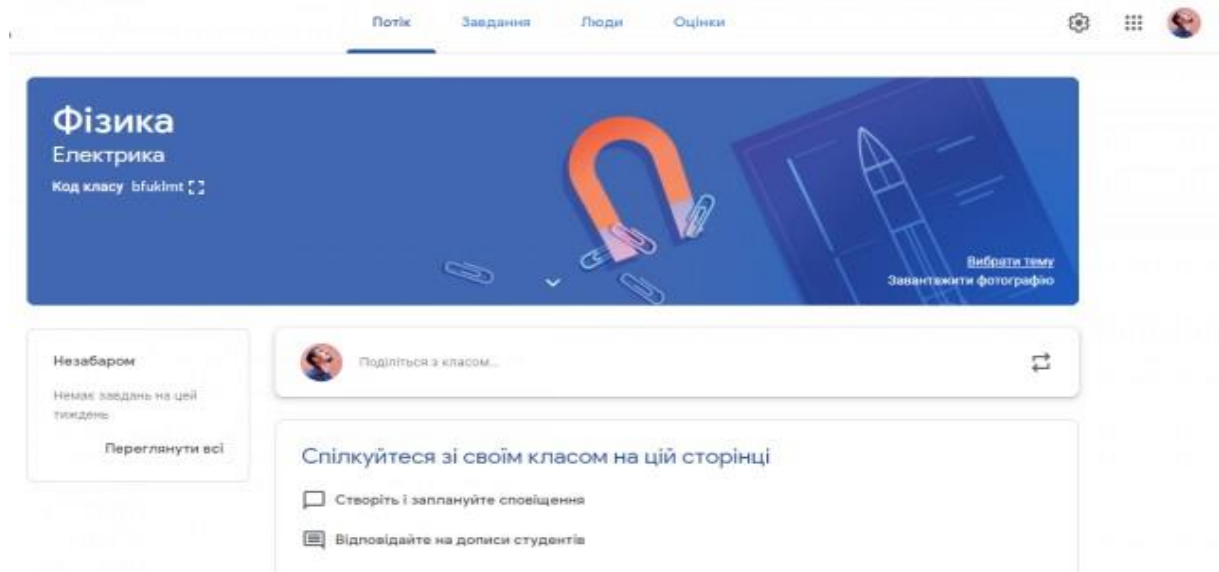 Потік Завдання Люди Оцінки
Фізика
Електрика
Код класу bfuklmt
Вибрати тему
Завантажити фотографію
Незабаром
Немає завдань на цей
тиждень
Переглянути всі
Поділіться з класом...
Спілкуйтеся зі своїм класом на цій сторінці
Створіть і заплануйте сповіщення
Відповідайте на дописи студентів